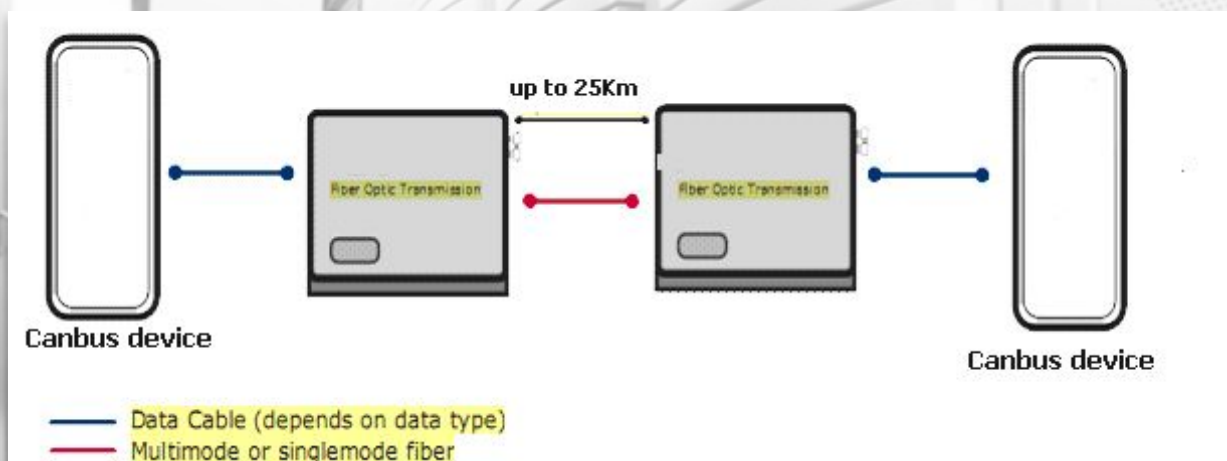 up to 25Km
Fiber Optic Transmission
Fiber Optic Transmission
Canbus device
Canbus device
Data Cable (depends on data type)
Multimode or singlemode fiber